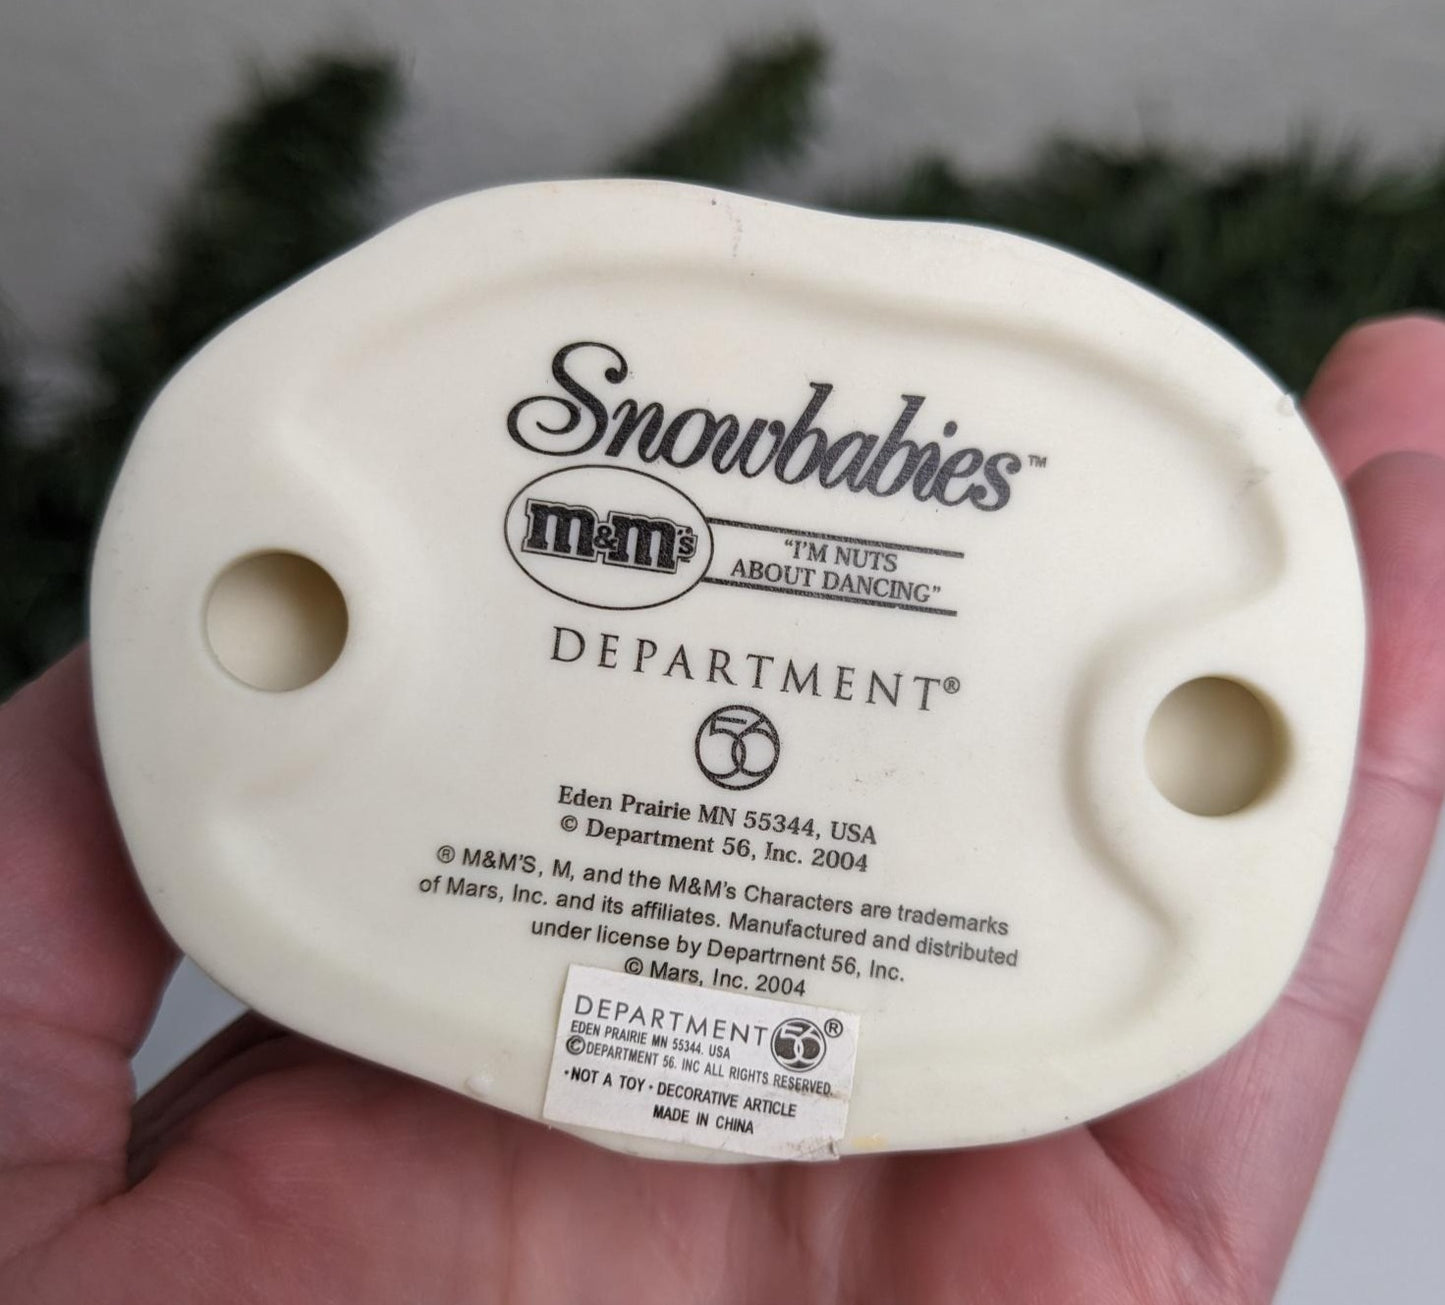 Snowbabies™
m&m's
"I'M NUTS
ABOUT DANCING"
DEPARTMENT®
56
Eden Prairie MN 55344, USA
© Department 56, Inc. 2004
® M&M'S, M, and the M&M's Characters are trademarks
of Mars, Inc. and its affiliates. Manufactured and distributed
under license by Departrnent 56, Inc.
© Mars, Inc. 2004
DEPARTMENT 56®
EDEN PRAIRIE MN 55344. USA
©DEPARTMENT 56. INC ALL RIGHTS RESERVED.
•NOT A TOY • DECORATIVE ARTICLE
MADE IN CHINA